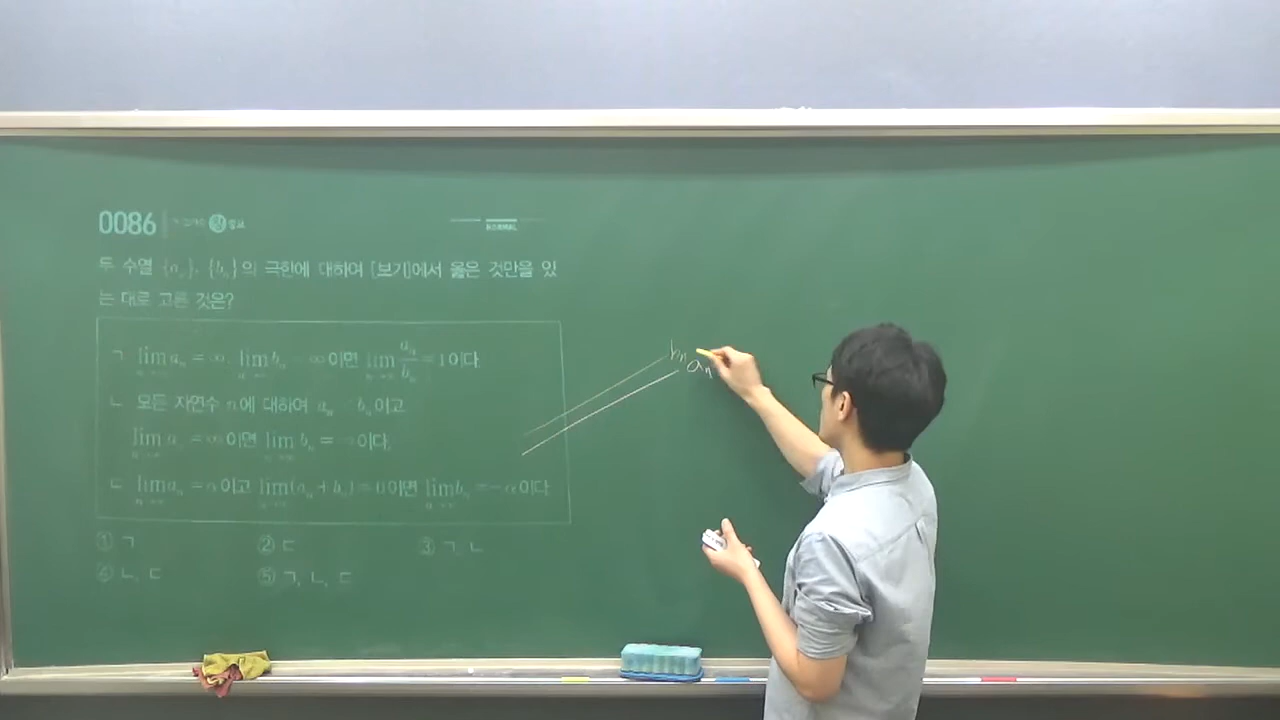 0086
두 수열 {aₙ}, {bₙ}의 극한에 대하여 [보기]에서 옳은 것만을 있
는 대로 고른 것은?
ㄱ lim aₙ = ∞, lim bₙ = ∞이면 lim aₙ/bₙ = 1이다.
ㄴ 모든 자연수 n에 대하여 aₙ bₙ이고
lim aₙ = ∞이면 lim bₙ = ∞이다.
ㄷ lim aₙ = α이고 lim(aₙ + bₙ) = 0이면 lim bₙ = -α이다
① ㄱ ② ㄷ ③ ㄱ, ㄴ
④ ㄴ, ㄷ ⑤ ㄱ, ㄴ, ㄷ
bₙ
aₙ